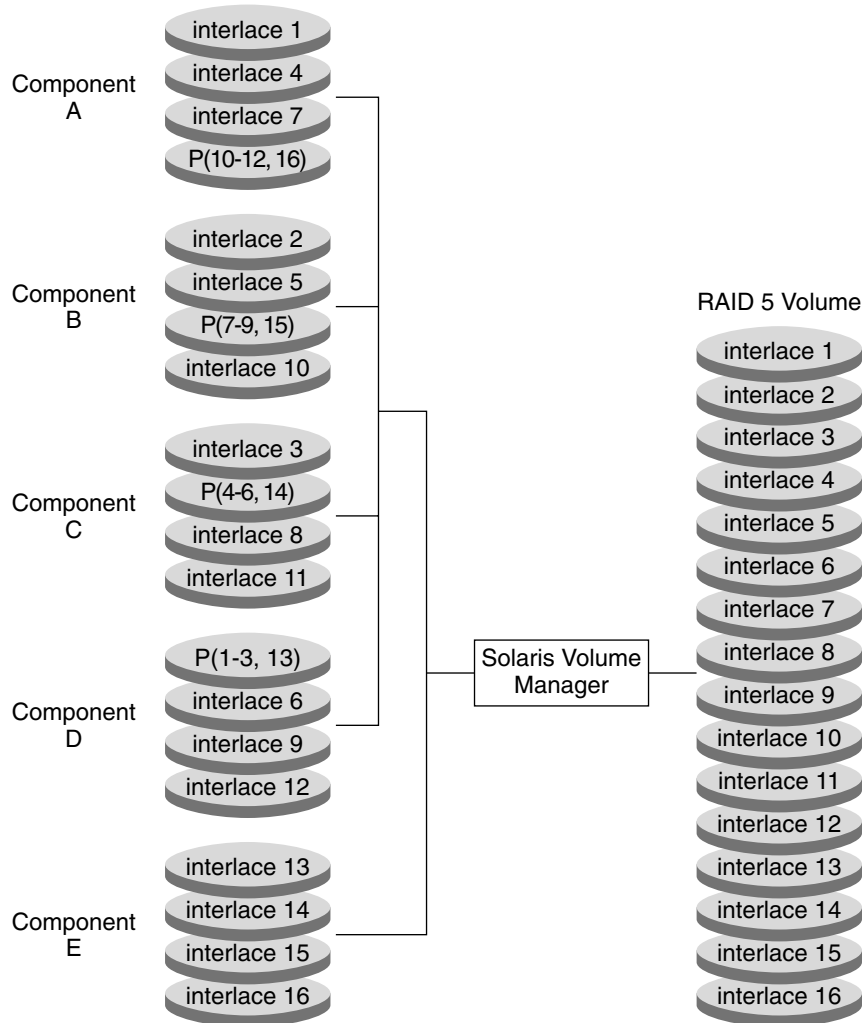 Component
A
interlace 1
interlace 4
interlace 7
P(10-12, 16)
Component
B
interlace 2
interlace 5
P(7-9, 15)
interlace 10
Component
C
interlace 3
P(4-6, 14)
interlace 8
interlace 11
Component
D
P(1-3, 13)
interlace 6
interlace 9
interlace 12
Component
E
interlace 13
interlace 14
interlace 15
interlace 16
Solaris Volume
Manager
RAID 5 Volume
interlace 1
interlace 2
interlace 3
interlace 4
interlace 5
interlace 6
interlace 7
interlace 8
interlace 9
interlace 10
interlace 11
interlace 12
interlace 13
interlace 14
interlace 15
interlace 16